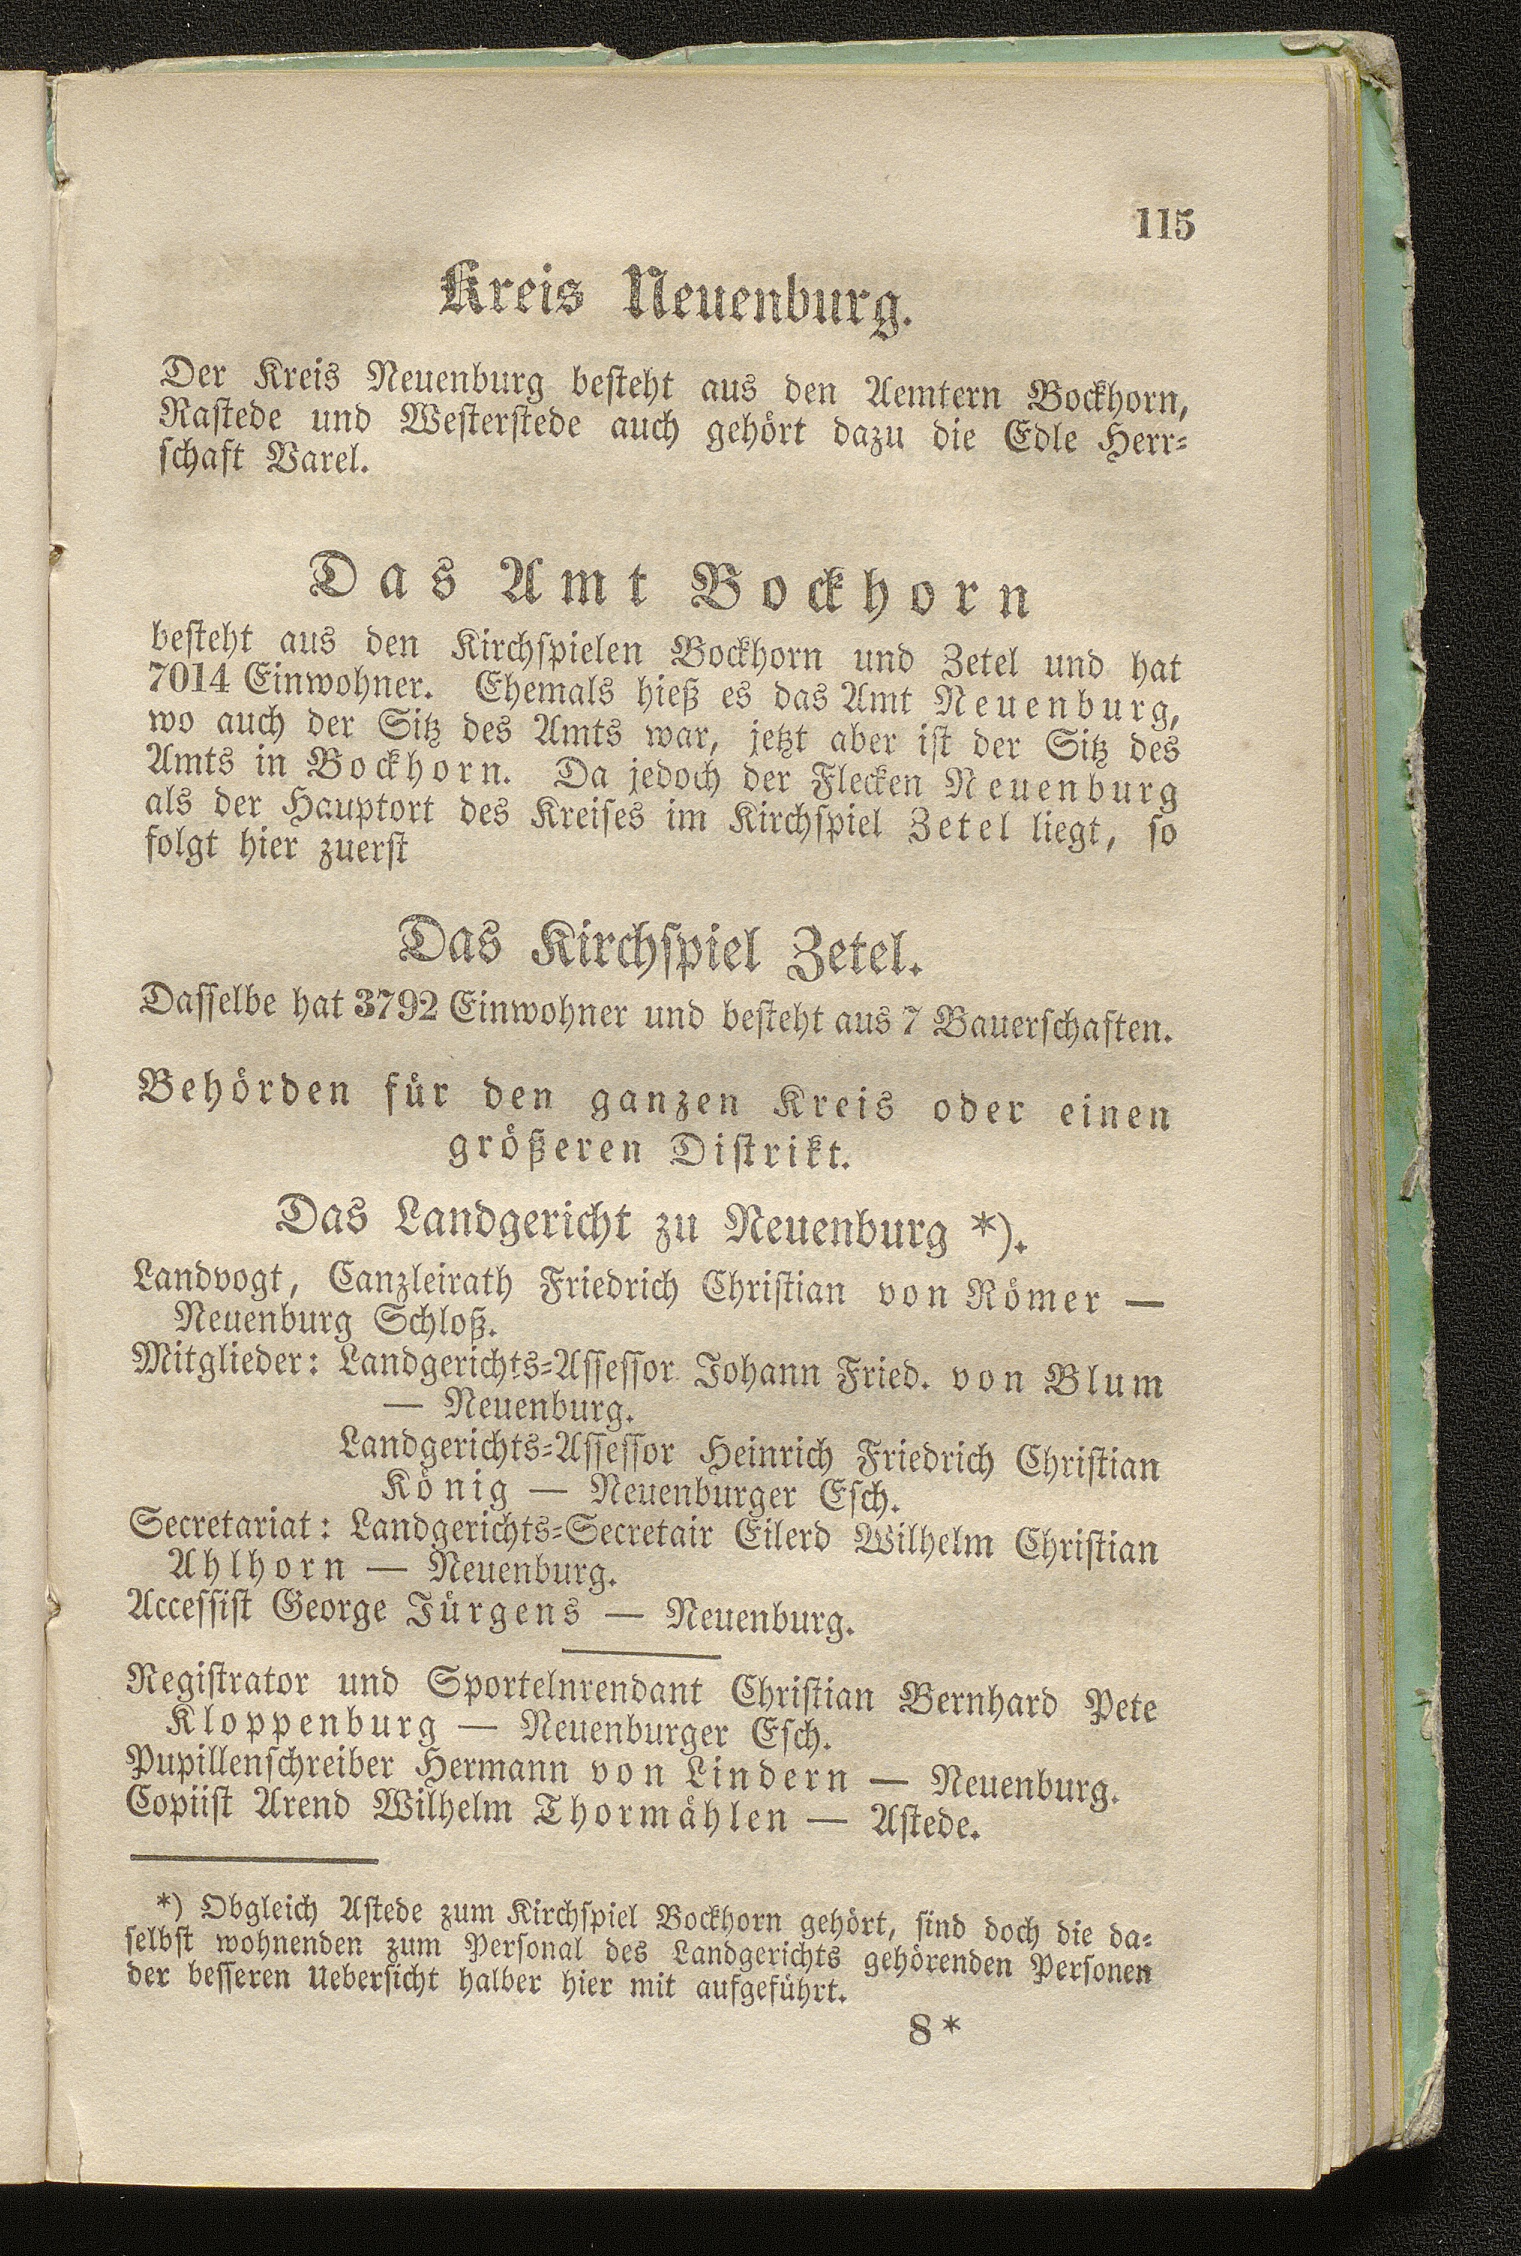 115
Kreis Neuenburg.
Der Kreis Neuenburg besteht aus den Aemtern Bockhorn,
Rastede und Westerstede auch gehört dazu die Edle Herr-
schaft Varel.
Das Amt Bockhorn
besteht aus den Kirchspielen Bockhorn und Zetel und hat
7014 Einwohner. Ehemals hieß es das Amt Neuenburg,
wo auch der Sitz des Amts war, jetzt aber ist der Sitz des
Amts in Bockhorn. Da jedoch der Flecken Neuenburg
als der Hauptort des Kreises im Kirchspiel Zetel liegt, so
folgt hier zuerst
Das Kirchspiel Zetel.
Dasselbe hat 3792 Einwohner und besteht aus 7 Bauerschaften.
Behörden für den ganzen Kreis oder einen
größeren Distrikt.
Das Landgericht zu Neuenburg *).
Landvogt, Canzleirath Friedrich Christian von Römer —
Neuenburg Schloß.
Mitglieder: Landgerichts-Assessor Johann Fried. von Blum
— Neuenburg.
Landgerichts-Assessor Heinrich Friedrich Christian
König — Neuenburger Esch.
Secretariat: Landgerichts-Secretair Eilerd Wilhelm Christian
Ahlhorn — Neuenburg.
Accessist George Jürgens — Neuenburg.
Registrator und Sportelnrendant Christian Bernhard Pete
Kloppenburg — Neuenburger Esch.
Pupillenschreiber Hermann von Lindern — Neuenburg.
Copiist Arend Wilhelm Thormählen — Astede.
*) Obgleich Astede zum Kirchspiel Bockhorn gehört, sind doch die da-
selbst wohnenden zum Personal des Landgerichts gehörenden Personen
der besseren Uebersicht halber hier mit aufgeführt.
8*